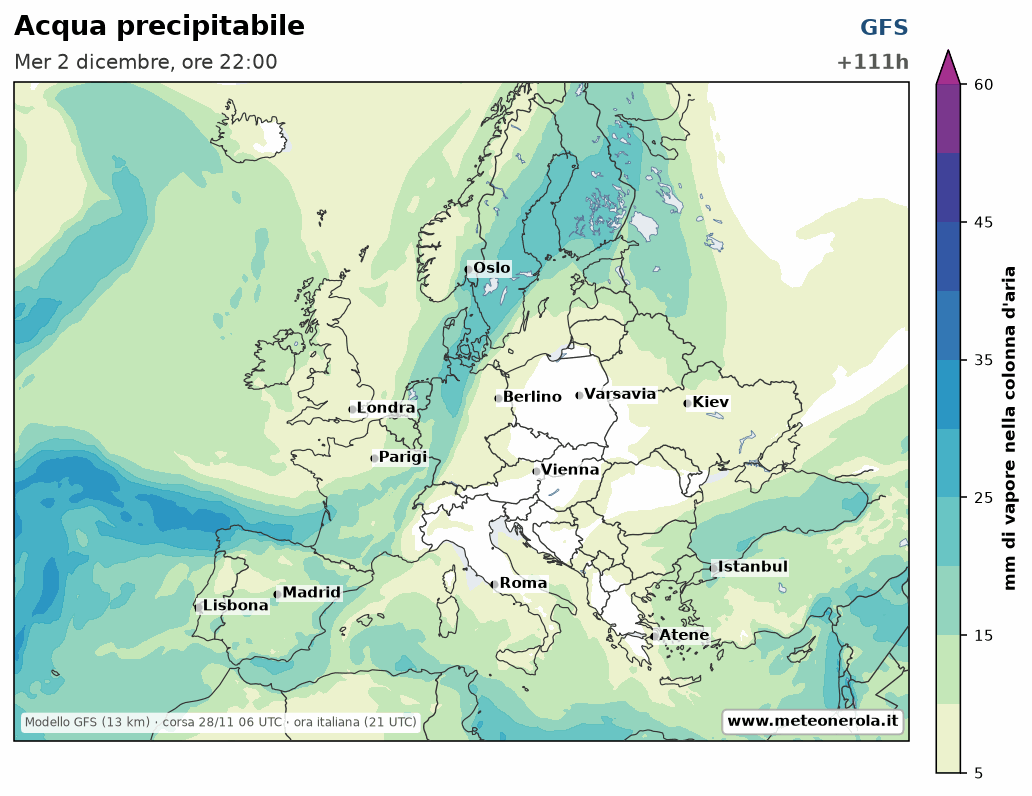 Acqua precipitabile
GFS
Mer 2 dicembre, ore 22:00
+111h
60
45
35
25
15
5
mm di vapore nella colonna d'aria
Oslo
Londra
Berlino
Varsavia
Kiev
Parigi
Vienna
Istanbul
Roma
Madrid
Lisbona
Atene
Modello GFS (13 km) · corsa 28/11 06 UTC · ora italiana (21 UTC)
www.meteonerola.it